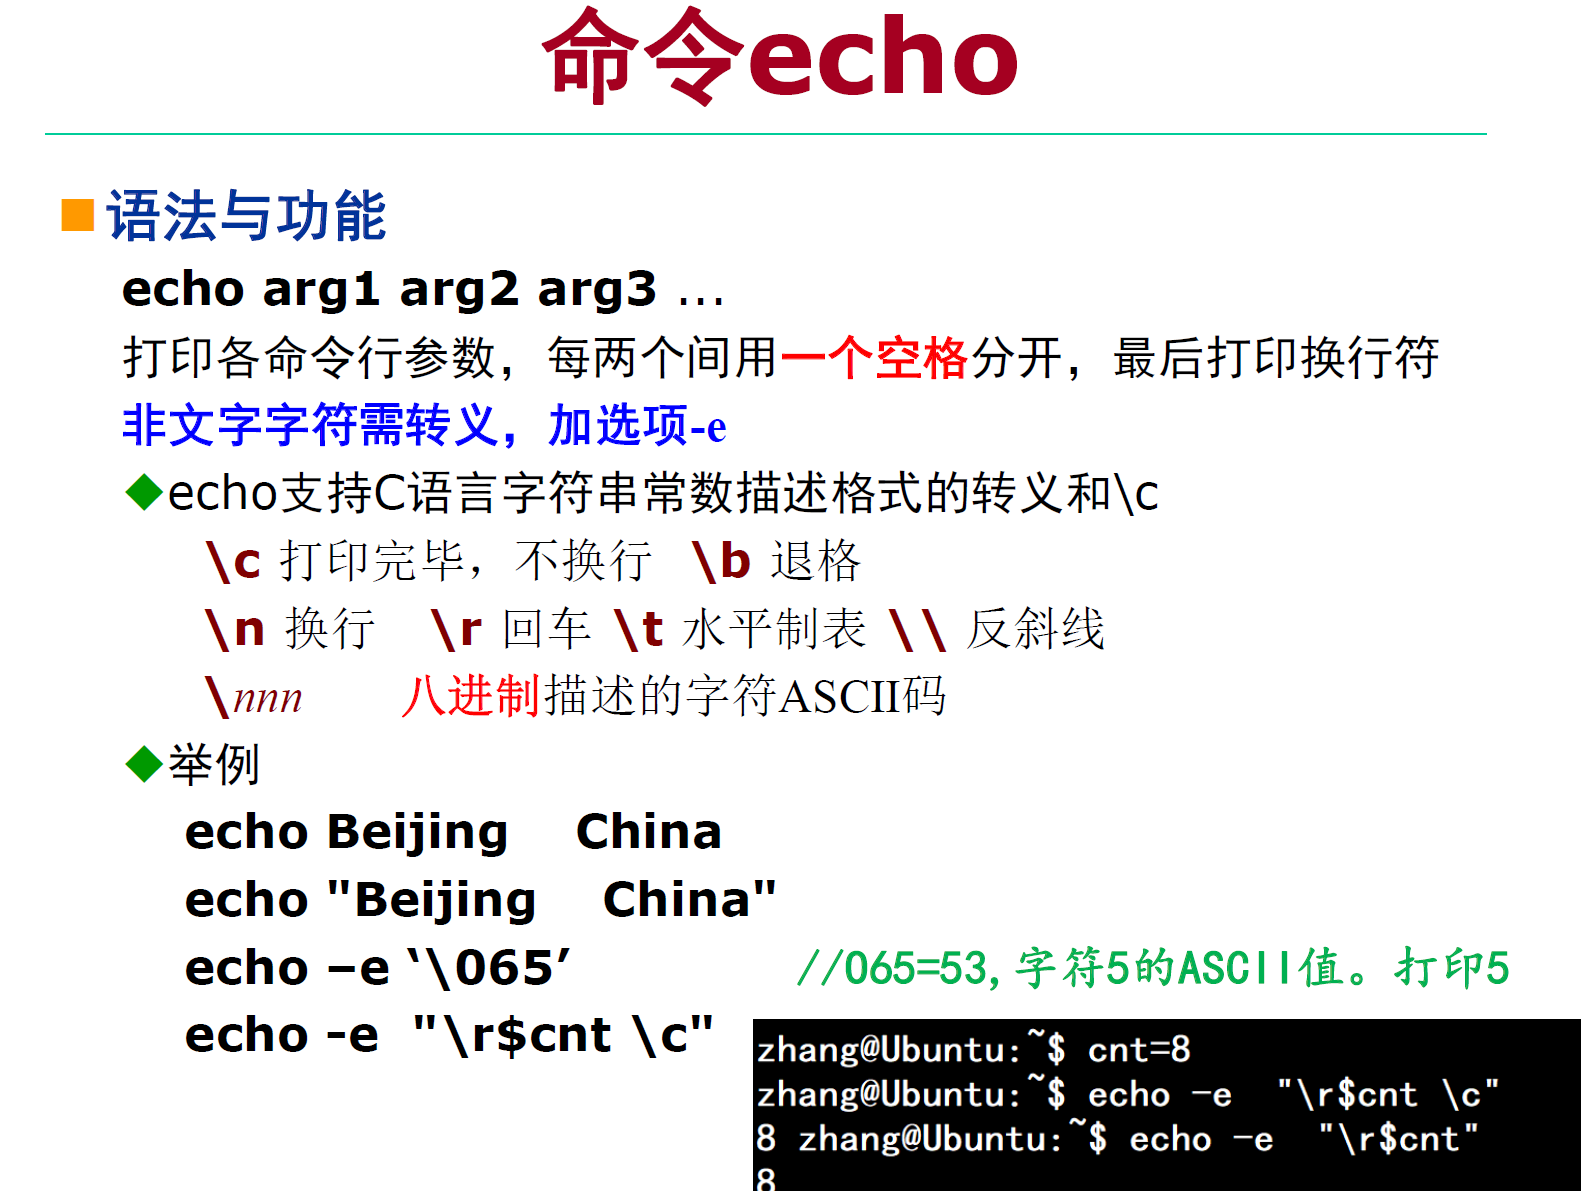 命令echo
语法与功能
echo arg1 arg2 arg3 …
打印各命令行参数，每两个间用一个空格分开，最后打印换行符
非文字字符需转义，加选项-e
echo支持C语言字符串常数描述格式的转义和\c
\c 打印完毕，不换行 \b 退格
\n 换行 \r 回车 \t 水平制表 \\ 反斜线
\nnn 八进制描述的字符ASCII码
举例
echo Beijing    China
echo "Beijing    China"
echo –e ‘\065’ //065=53,字符5的ASCII值。打印5
echo -e  "\r$cnt \c"
zhang@Ubuntu:~$ cnt=8
zhang@Ubuntu:~$ echo -e  "\r$cnt \c"
8 zhang@Ubuntu:~$ echo -e  "\r$cnt"
8